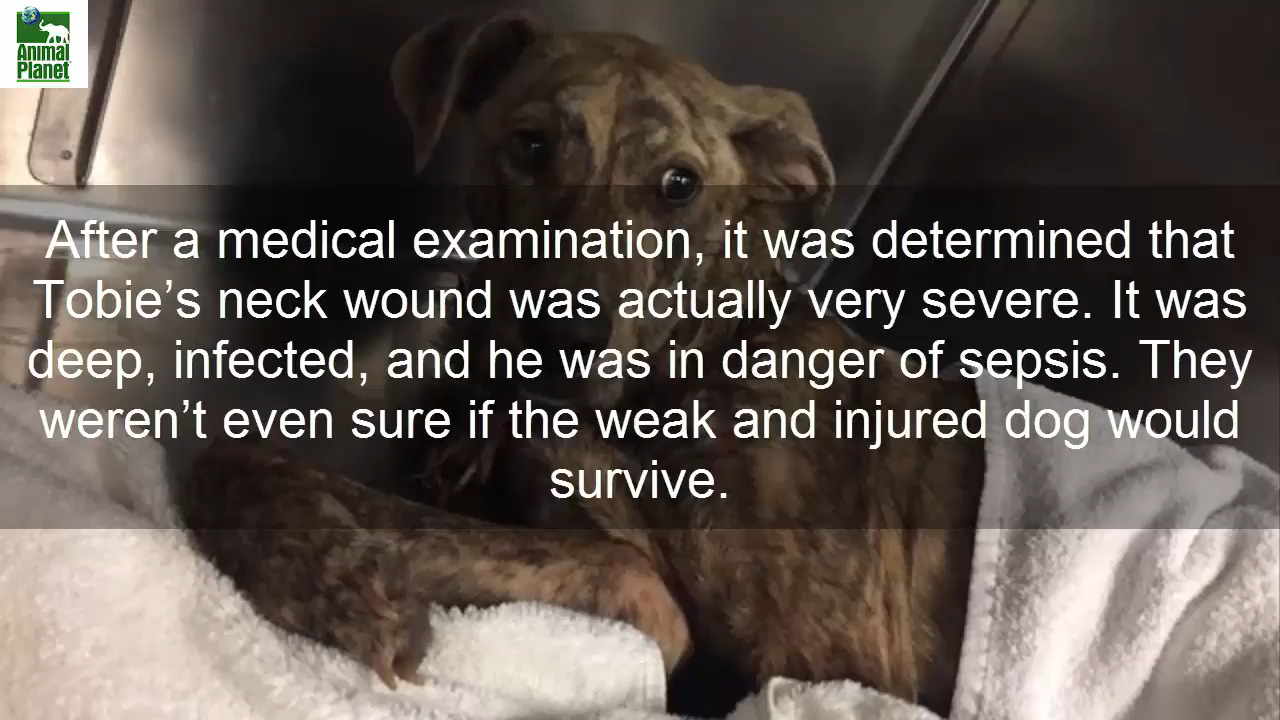 Animal
Planet
After a medical examination, it was determined that
Tobie’s neck wound was actually very severe. It was
deep, infected, and he was in danger of sepsis. They
weren’t even sure if the weak and injured dog would
survive.